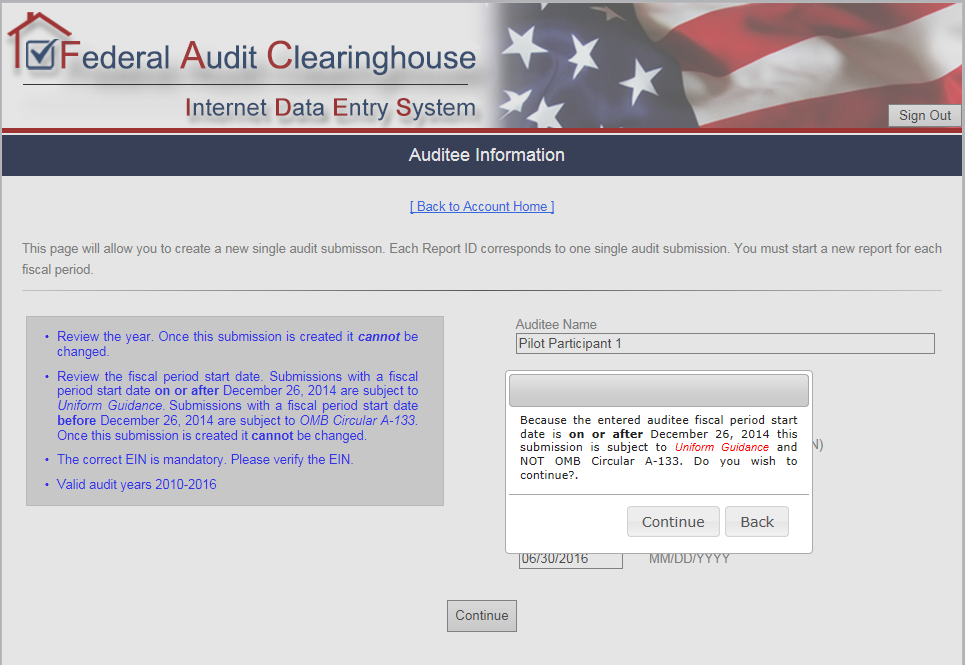 Federal Audit Clearinghouse
Internet Data Entry System
Sign Out
Auditee Information
[ Back to Account Home ]
This page will allow you to create a new single audit submisson. Each Report ID corresponds to one single audit submission. You must start a new report for each
fiscal period.
• Review the year. Once this submission is created it cannot be
changed.
• Review the fiscal period start date. Submissions with a fiscal
period start date on or after December 26, 2014 are subject to
Uniform Guidance. Submissions with a fiscal period start date
before December 26, 2014 are subject to OMB Circular A-133.
Once this submission is created it cannot be changed.
• The correct EIN is mandatory. Please verify the EIN.
• Valid audit years 2010-2016
Auditee Name
Pilot Participant 1
Because the entered auditee fiscal period start
date is on or after December 26, 2014 this
submission is subject to Uniform Guidance and
NOT OMB Circular A-133. Do you wish to
continue?.
Continue Back
N)
06/30/2016 MM/DD/YYYY
Continue